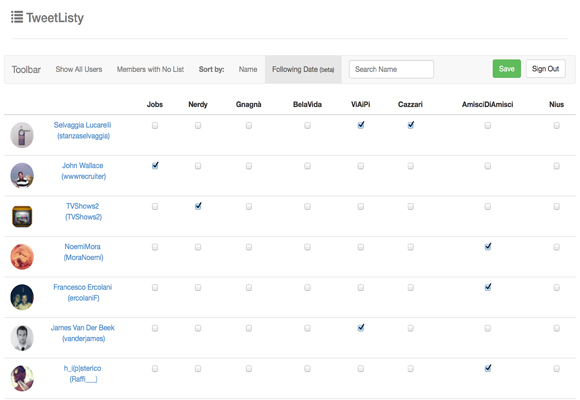 TweetListy
Toolbar Show All Users Members with No List Sort by: Name Following Date (beta) Search Name Save Sign Out
Jobs Nerdy Gnagnà BelaVida ViAiPi Cazzari AmisciDiAmisci Nius
Selvaggia Lucarelli
(stanzaselvaggia)
John Wallace
(wwwrecruiter)
TVShows2
(TVShows2)
NoemiMora
(MoraNoemi)
Francesco Ercolani
(ercolaniF)
James Van Der Beek
(vanderjames)
h_i(p)sterico
(Raffi___)